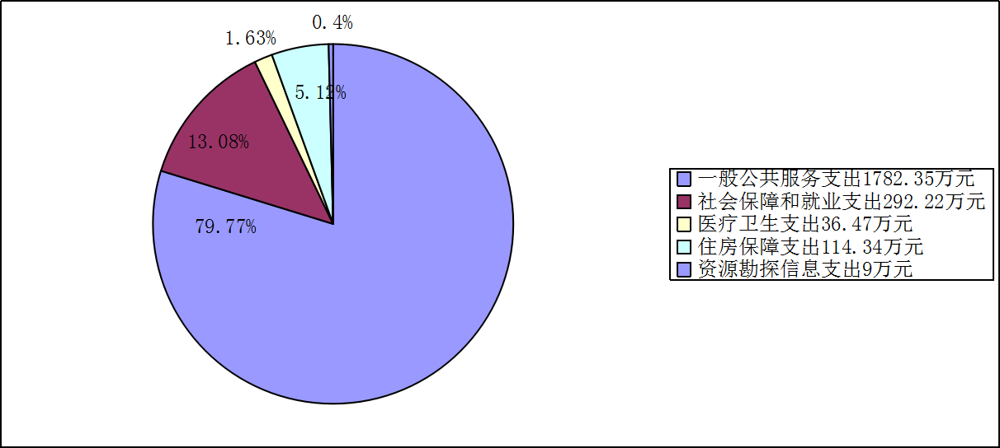 0.4%
1.63%
5.12%
13.08%
79.77%
一般公共服务支出1782.35万元
社会保障和就业支出292.22万元
医疗卫生支出36.47万元
住房保障支出114.34万元
资源勘探信息支出9万元